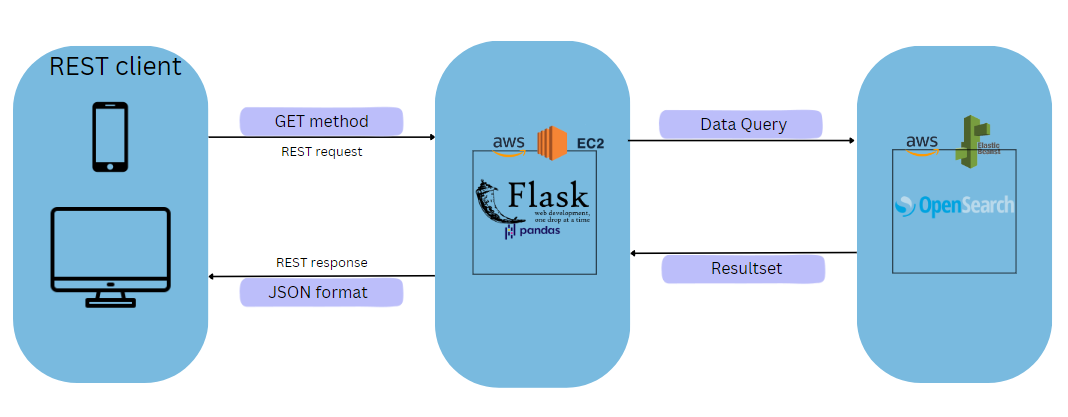 REST client
GET method
REST request
REST response
JSON format
aws
EC2
Flask
web development,
one drop at a time
pandas
Data Query
Resultset
aws
Elastic
Beanst
OpenSearch